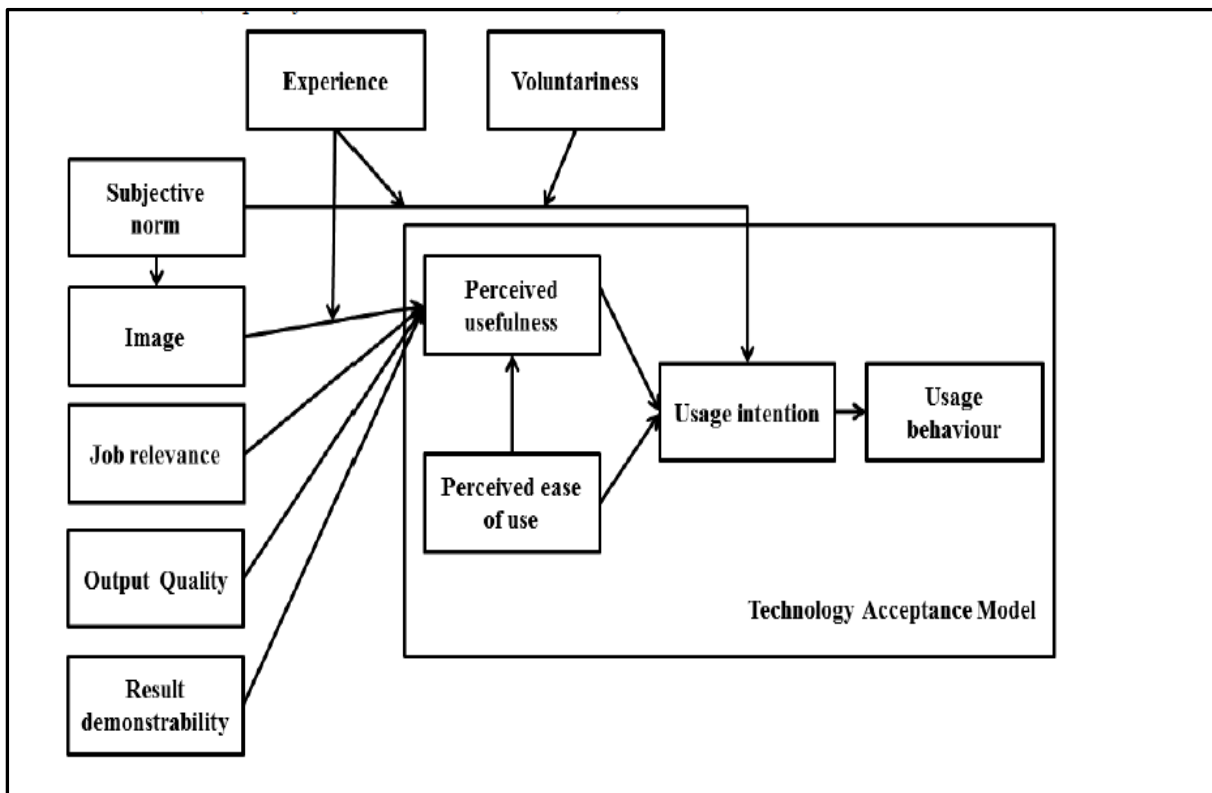 Experience
Voluntariness
Subjective
norm
Image
Perceived
usefulness
Usage intention
Usage
behaviour
Job relevance
Perceived ease
of use
Output Quality
Technology Acceptance Model
Result
demonstrability